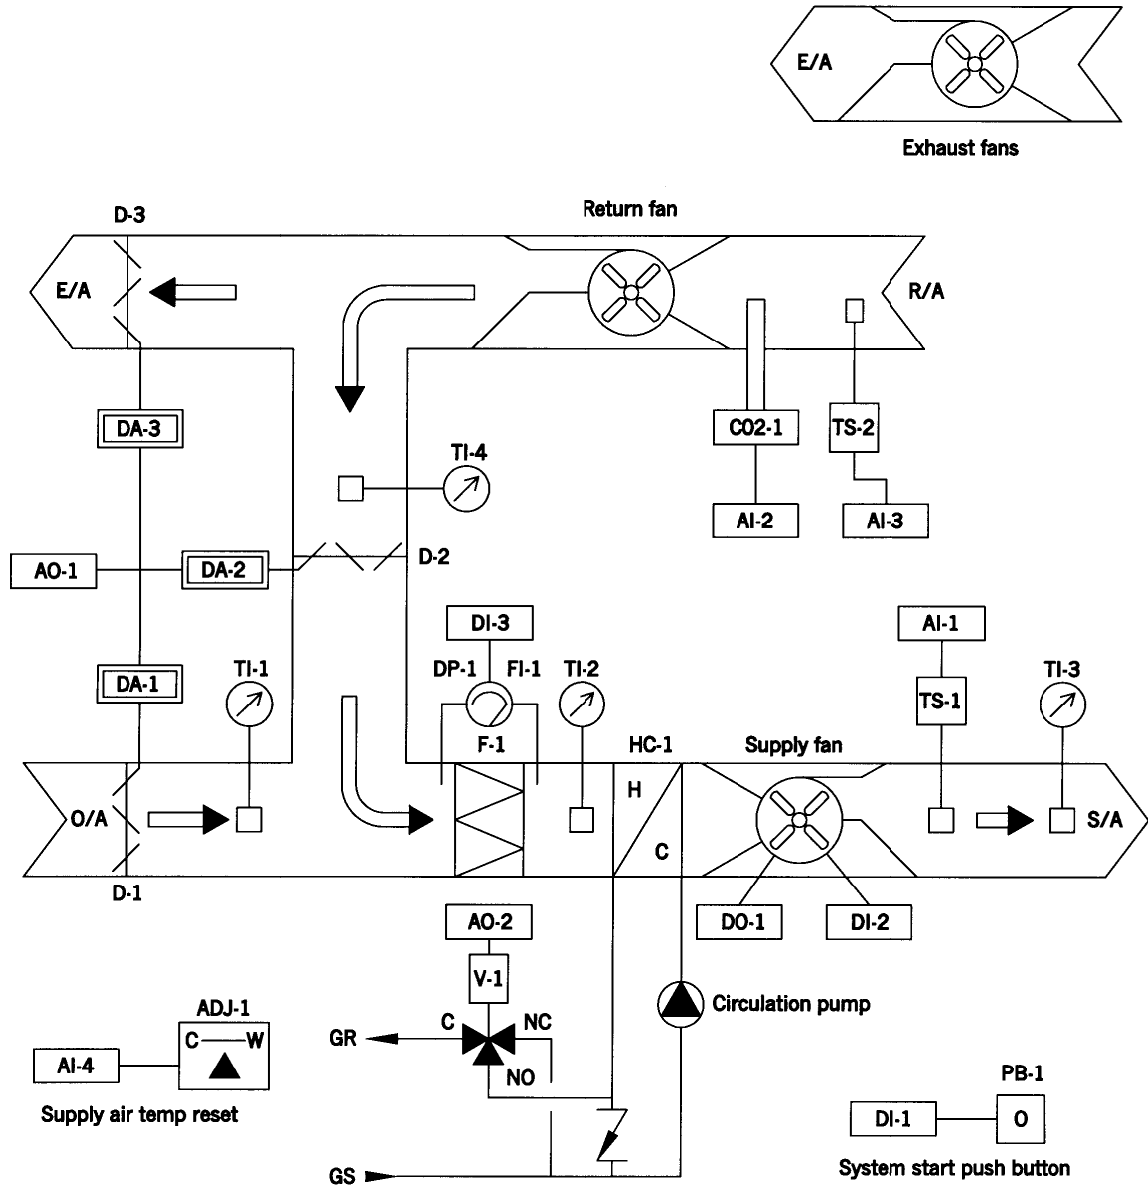 E/A
Exhaust fans
D-3
Return fan
E/A
R/A
DA-3
CO2-1
TS-2
TI-4
AI-2
AI-3
D-2
AO-1
DA-2
DI-3
AI-1
DA-1
TI-1
DP-1
FI-1
TI-2
TS-1
TI-3
F-1
HC-1
Supply fan
H
O/A
S/A
C
D-1
AO-2
DO-1
DI-2
V-1
Circulation pump
ADJ-1
C
NC
C
W
GR
AI-4
NO
PB-1
Supply air temp reset
DI-1
O
GS
System start push button